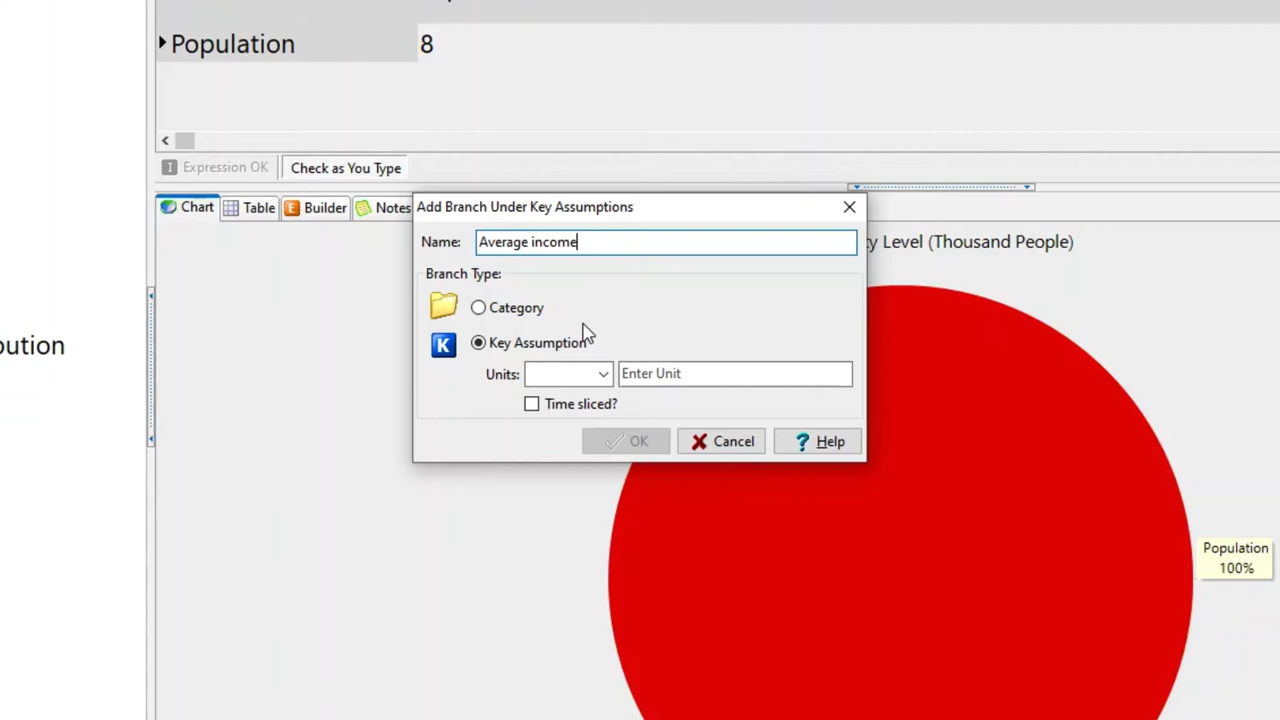 Population 8
Expression OK Check as You Type
Chart Table Builder Notes
Add Branch Under Key Assumptions
Name: Average income
y Level (Thousand People)
Branch Type:
Category
K Key Assumption
Units: Enter Unit
Time sliced?
OK Cancel Help
bution
Population
100%